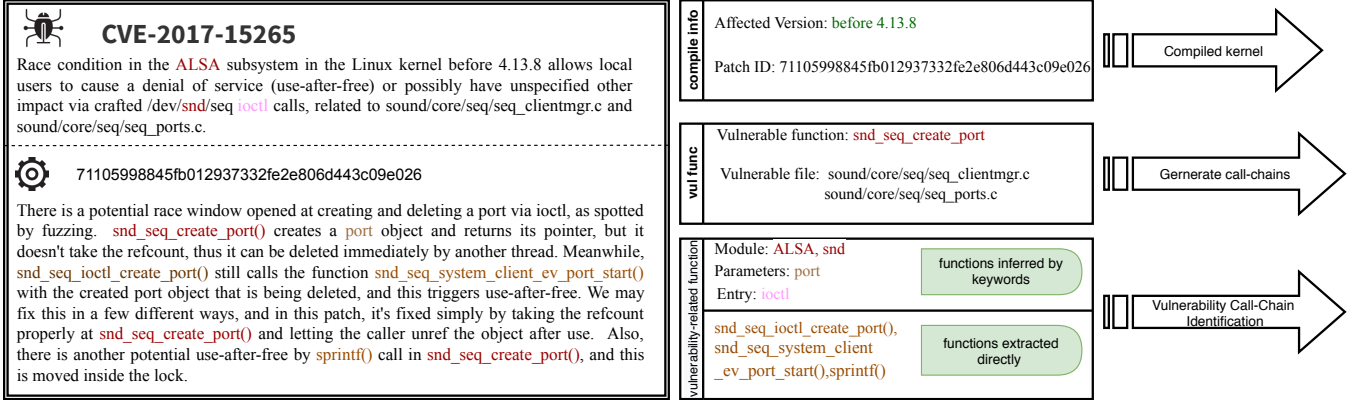 CVE-2017-15265
Race condition in the ALSA subsystem in the Linux kernel before 4.13.8 allows local
users to cause a denial of service (use-after-free) or possibly have unspecified other
impact via crafted /dev/snd/seq ioctl calls, related to sound/core/seq/seq_clientmgr.c and
sound/core/seq/seq_ports.c.
71105998845fb012937332fe2e806d443c09e026
There is a potential race window opened at creating and deleting a port via ioctl, as spotted
by fuzzing. snd_seq_create_port() creates a port object and returns its pointer, but it
doesn't take the refcount, thus it can be deleted immediately by another thread. Meanwhile,
snd_seq_ioctl_create_port() still calls the function snd_seq_system_client_ev_port_start()
with the created port object that is being deleted, and this triggers use-after-free. We may
fix this in a few different ways, and in this patch, it's fixed simply by taking the refcount
properly at snd_seq_create_port() and letting the caller unref the object after use. Also,
there is another potential use-after-free by sprintf() call in snd_seq_create_port(), and this
is moved inside the lock.
compile info
Affected Version: before 4.13.8
Patch ID: 71105998845fb012937332fe2e806d443c09e026
Compiled kernel
vul func
Vulnerable function: snd_seq_create_port
Vulnerable file: sound/core/seq/seq_clientmgr.c
sound/core/seq/seq_ports.c
Gernerate call-chains
vulnerability-related function
Module: ALSA, snd
Parameters: port
Entry: ioctl
functions inferred by
keywords
snd_seq_ioctl_create_port(),
snd_seq_system_client
_ev_port_start(),sprintf()
functions extracted
directly
Vulnerability Call-Chain
Identification